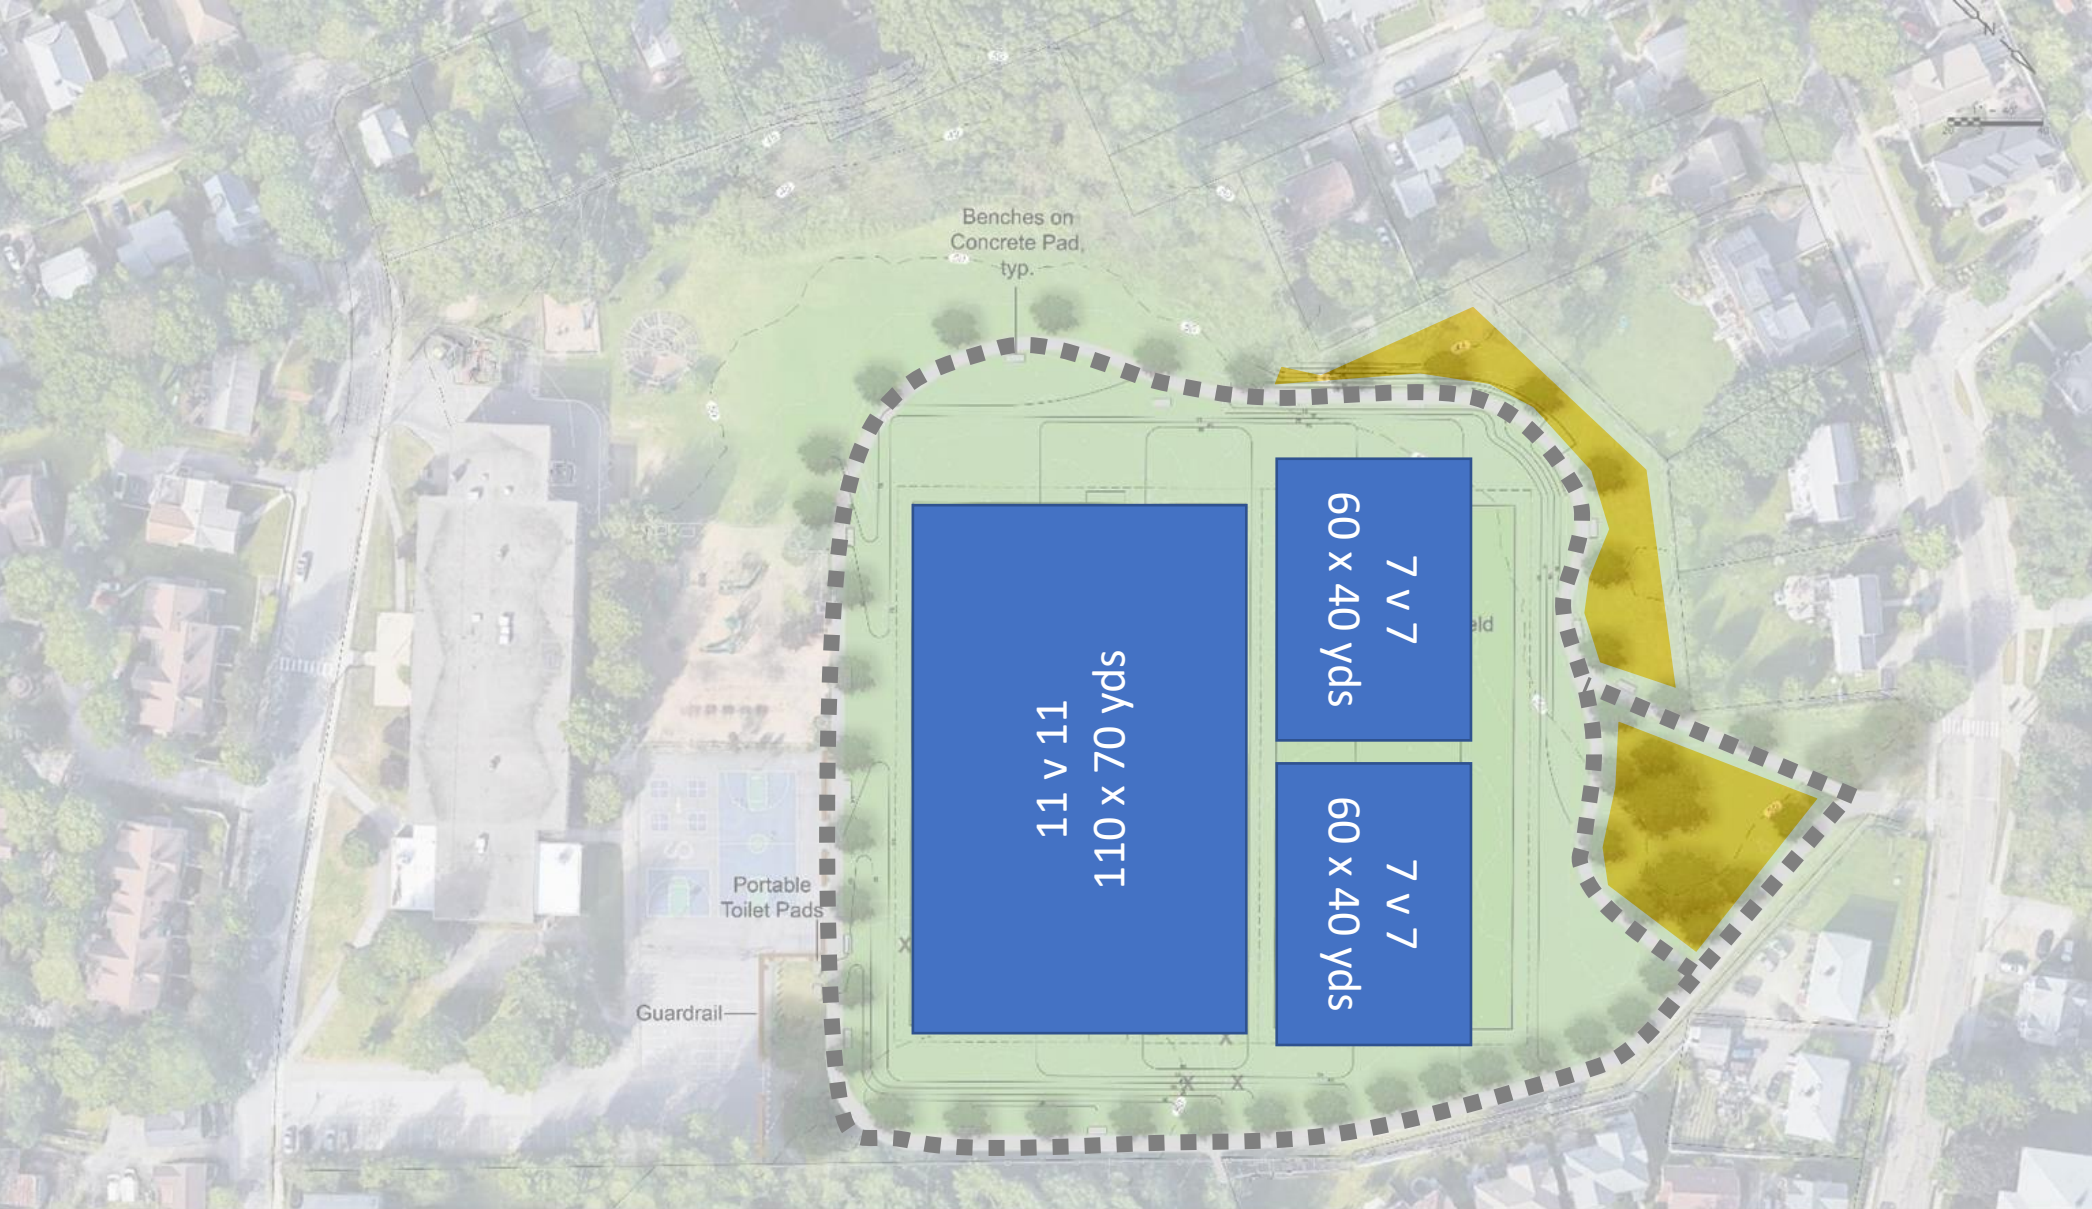 N
Benches on
Concrete Pad,
typ.
7 v 7
60 x 40 yds
eld
11 v 11
110 x 70 yds
7 v 7
60 x 40 yds
Portable
Toilet Pads
X
Guardrail
X
X
X